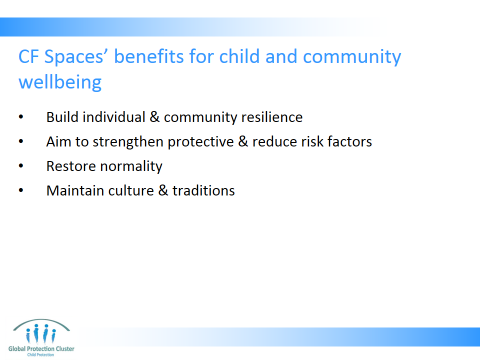 CF Spaces’ benefits for child and community
wellbeing
• Build individual & community resilience
• Aim to strengthen protective & reduce risk factors
• Restore normality
• Maintain culture & traditions
Global Protection Cluster
Child Protection